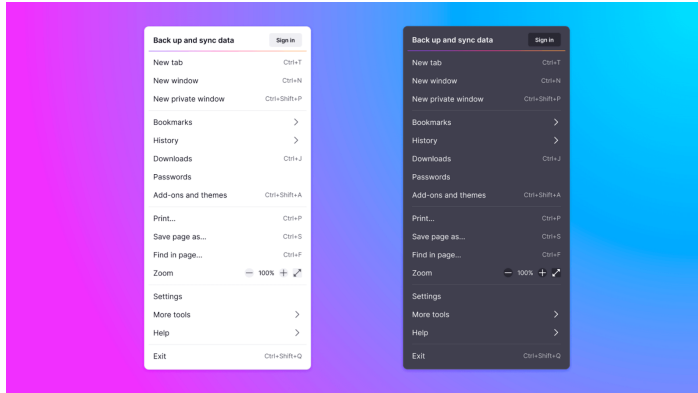 Back up and sync data Sign in
New tab Ctrl+T
New window Ctrl+N
New private window Ctrl+Shift+P
Bookmarks
History
Downloads Ctrl+J
Passwords
Add-ons and themes Ctrl+Shift+A
Print... Ctrl+P
Save page as... Ctrl+S
Find in page... Ctrl+F
Zoom 100%
Settings
More tools
Help
Exit Ctrl+Shift+Q
Back up and sync data Sign in
New tab Ctrl+T
New window Ctrl+N
New private window Ctrl+Shift+P
Bookmarks
History
Downloads Ctrl+J
Passwords
Add-ons and themes Ctrl+Shift+A
Print... Ctrl+P
Save page as... Ctrl+S
Find in page... Ctrl+F
Zoom 100%
Settings
More tools
Help
Exit Ctrl+Shift+Q